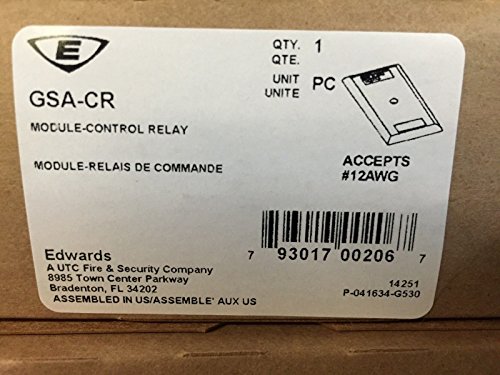 E
GSA-CR
MODULE-CONTROL RELAY
MODULE-RELAIS DE COMMANDE
QTY. 1
QTE.
UNIT PC
UNITE
ACCEPTS
#12AWG
Edwards
A UTC Fire & Security Company
8985 Town Center Parkway
Bradenton, FL 34202
ASSEMBLED IN US/ASSEMBLE' AUX US
7 93017 00206 7
14251
P-041634-G530